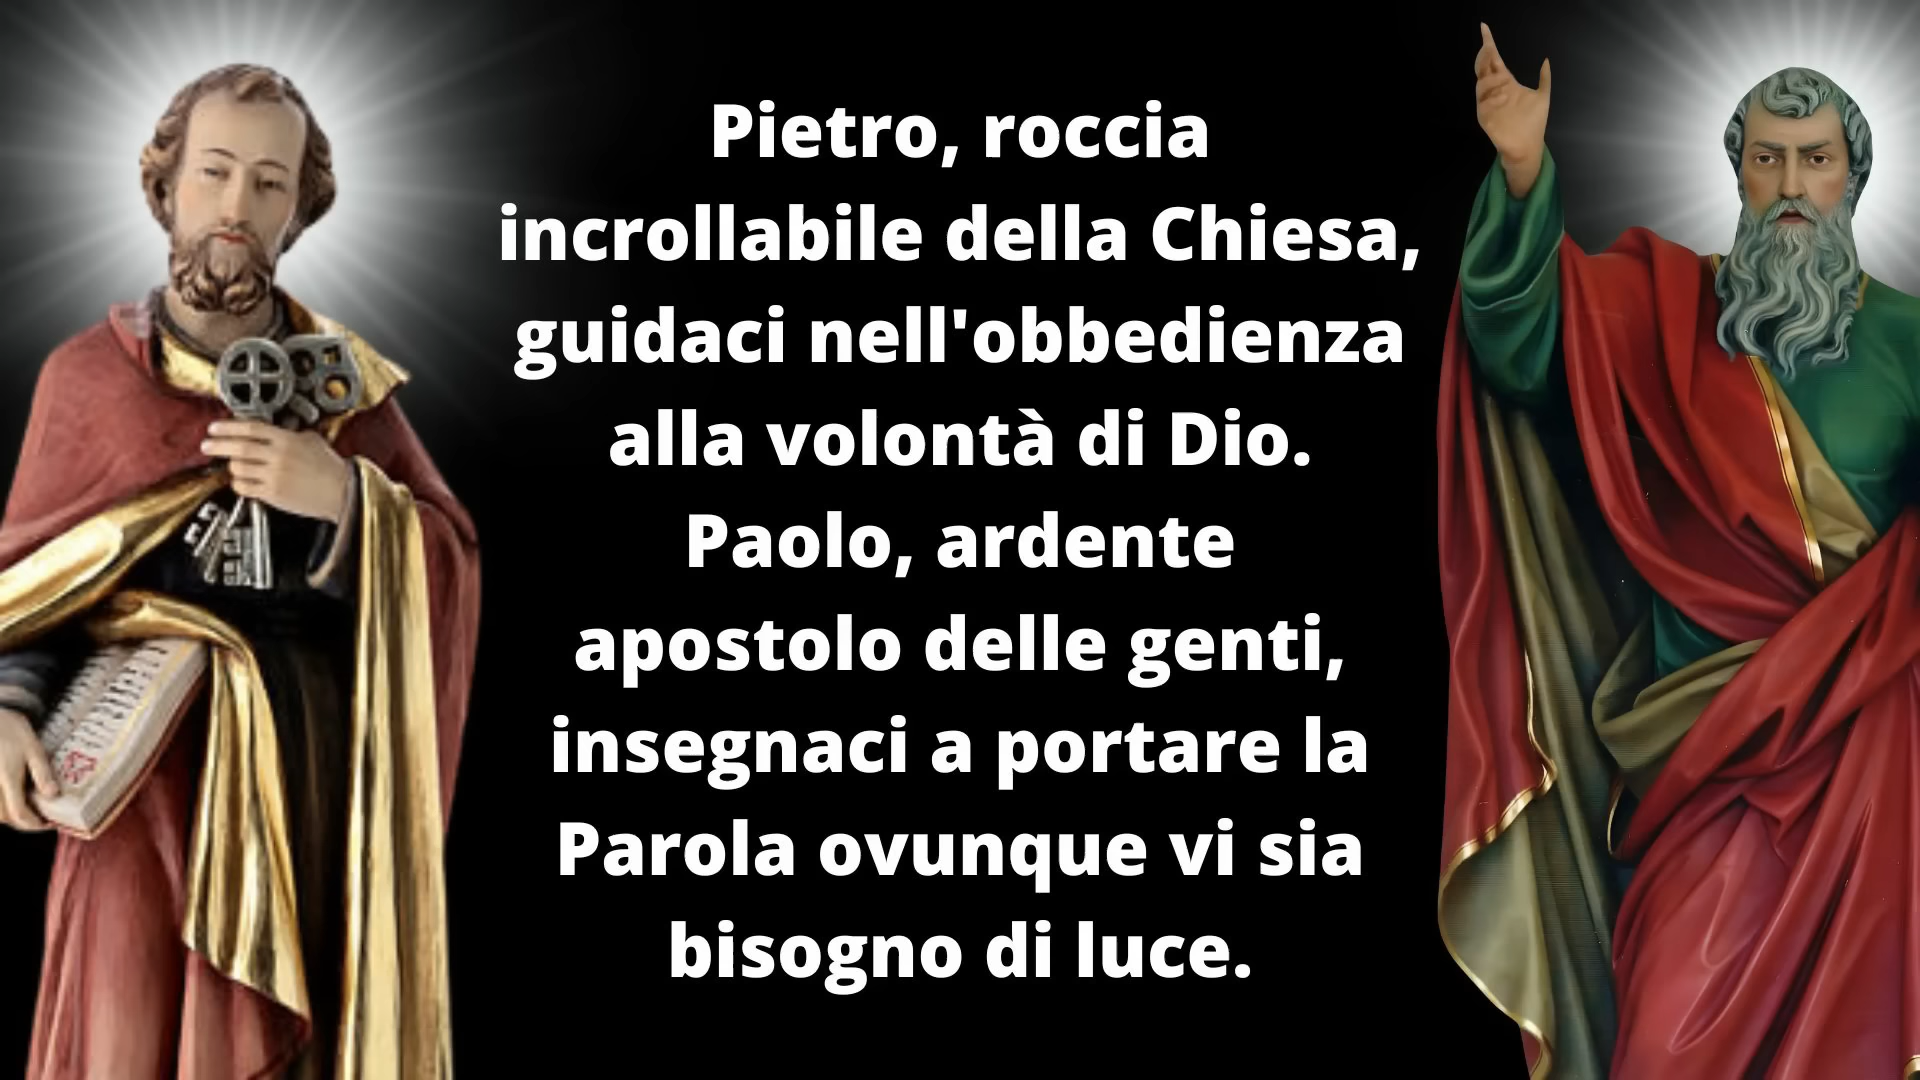 Pietro, roccia
incrollabile della Chiesa,
guidaci nell'obbedienza
alla volontà di Dio.
Paolo, ardente
apostolo delle genti,
insegnaci a portare la
Parola ovunque vi sia
bisogno di luce.